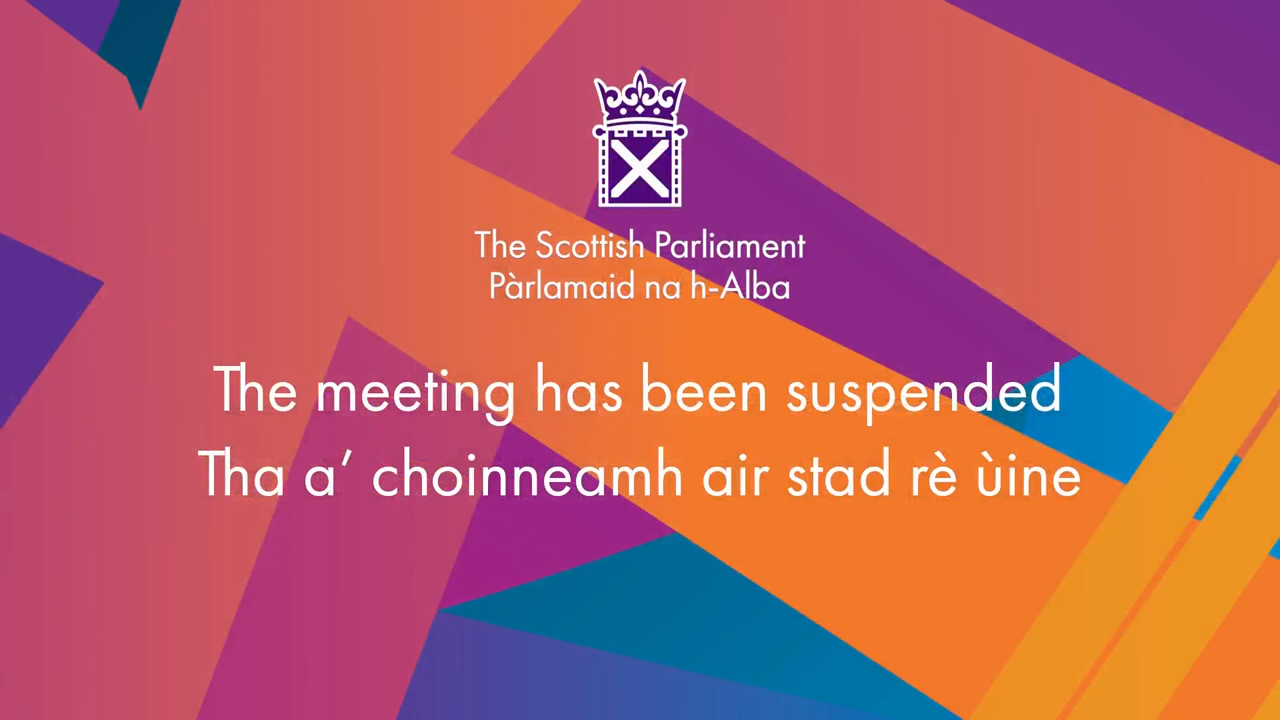 The Scottish Parliament
Pàrlamaid na h-Alba
The meeting has been suspended
Tha a’ choinneamh air stad rè ùine